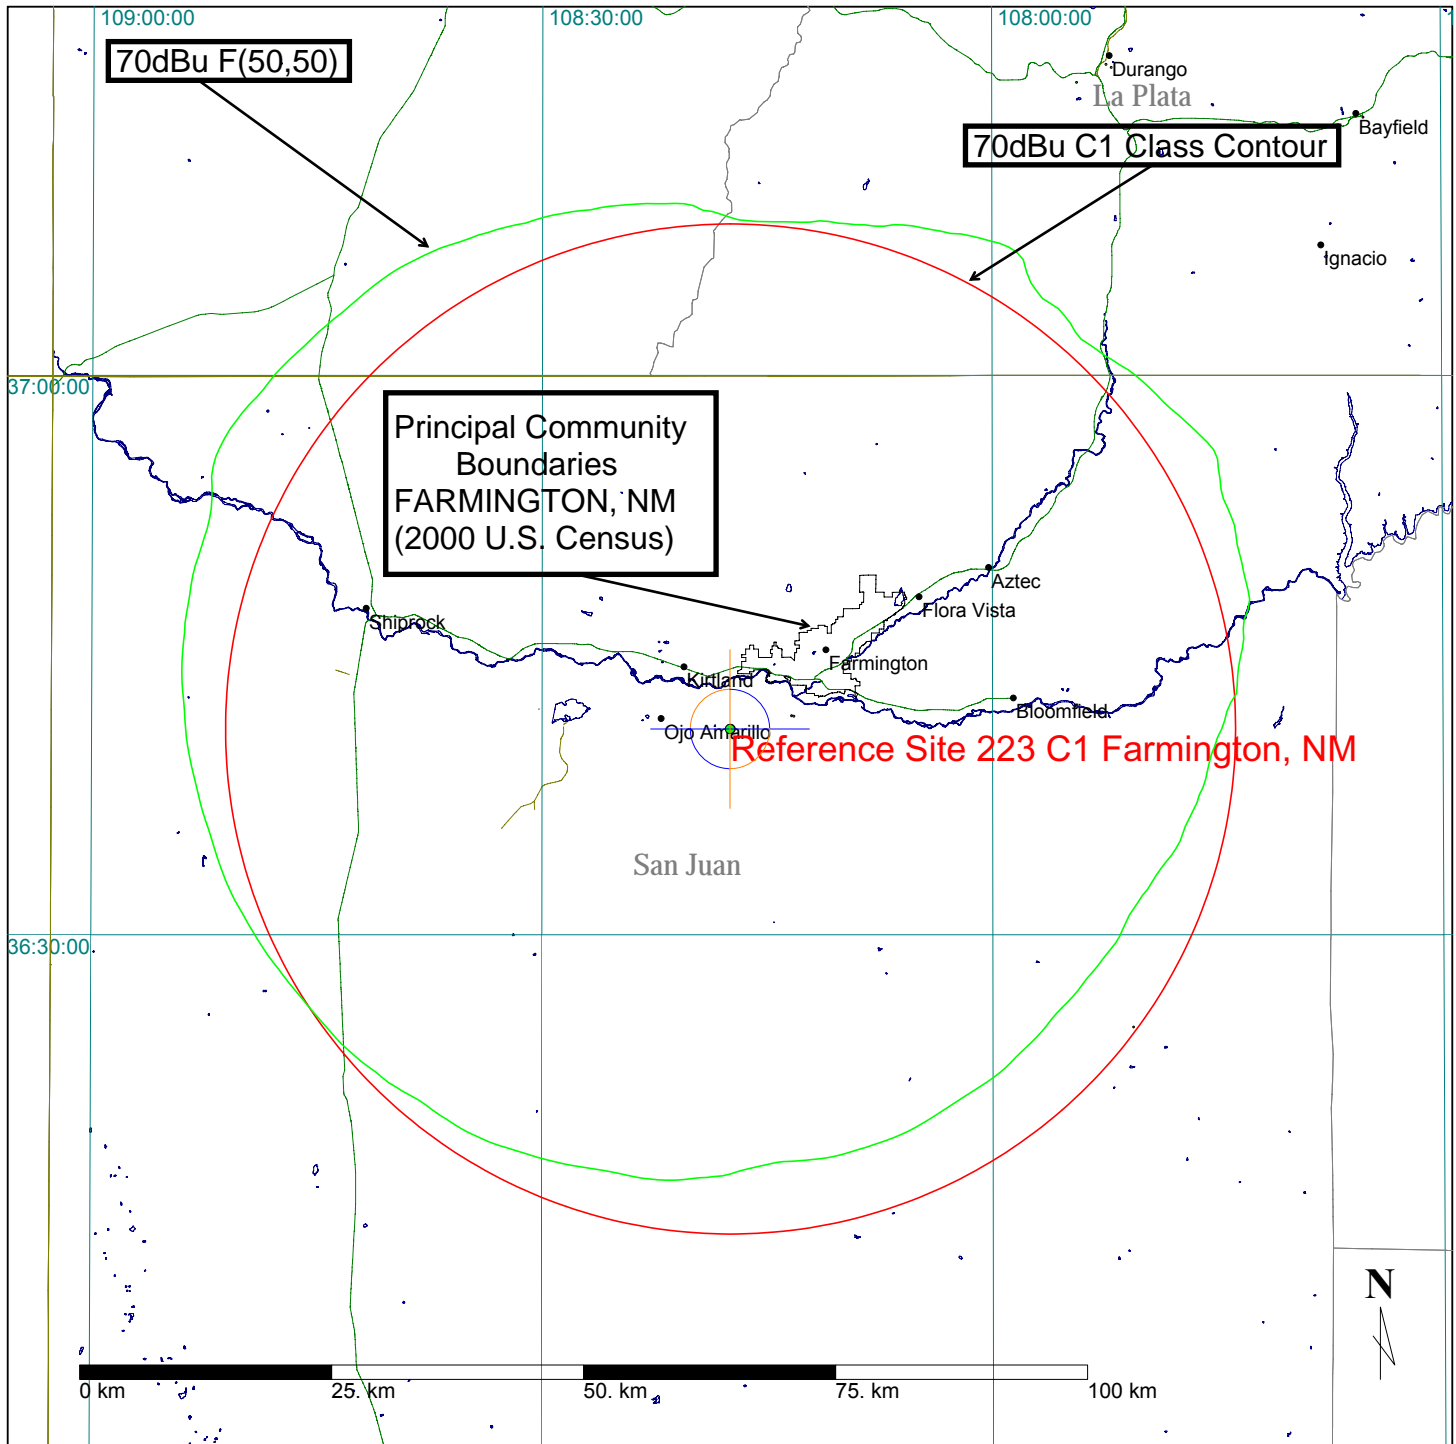 109:00:00
108:30:00
108:00:00
70dBu F(50,50)
Durango
La Plata
Bayfield
70dBu C1 Class Contour
Ignacio
37:00:00
Principal Community
Boundaries
FARMINGTON, NM
(2000 U.S. Census)
Aztec
Flora Vista
Shiprock
Farmington
Kirtland
Bloomfield
Ojo Amarillo
Reference Site 223 C1 Farmington, NM
San Juan
36:30:00
N
0 km
25. km
50. km
75. km
100 km